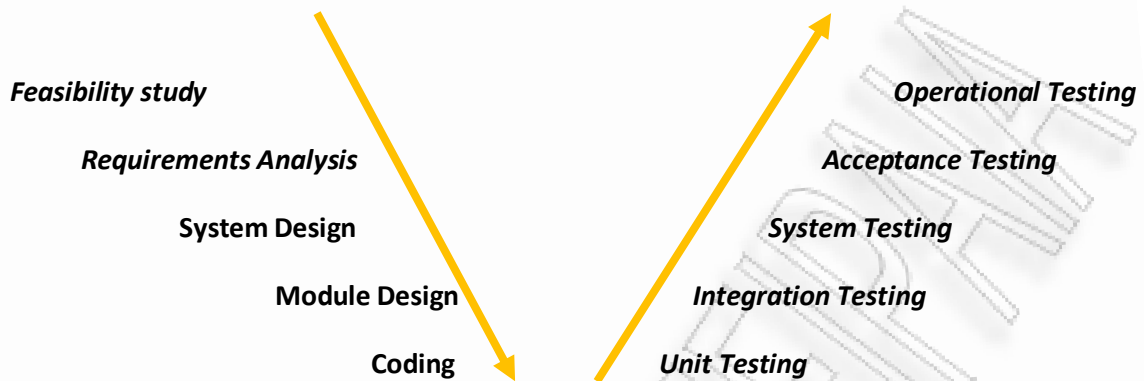 Feasibility study
Operational Testing
Requirements Analysis
Acceptance Testing
System Design
System Testing
Module Design
Integration Testing
Coding
Unit Testing